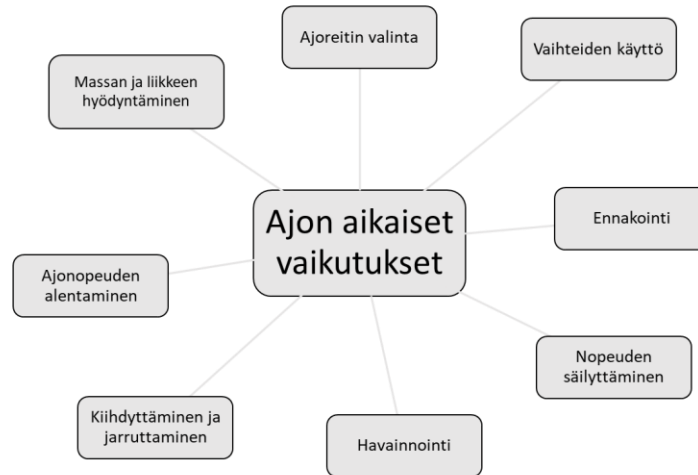 Ajoreitin valinta
Vaihteiden käyttö
Massan ja liikkeen
hyödyntäminen
Ajon aikaiset
vaikutukset
Ennakointi
Ajonopeuden
alentaminen
Nopeuden
säilyttäminen
Kiihdyttäminen ja
jarruttaminen
Havainnointi